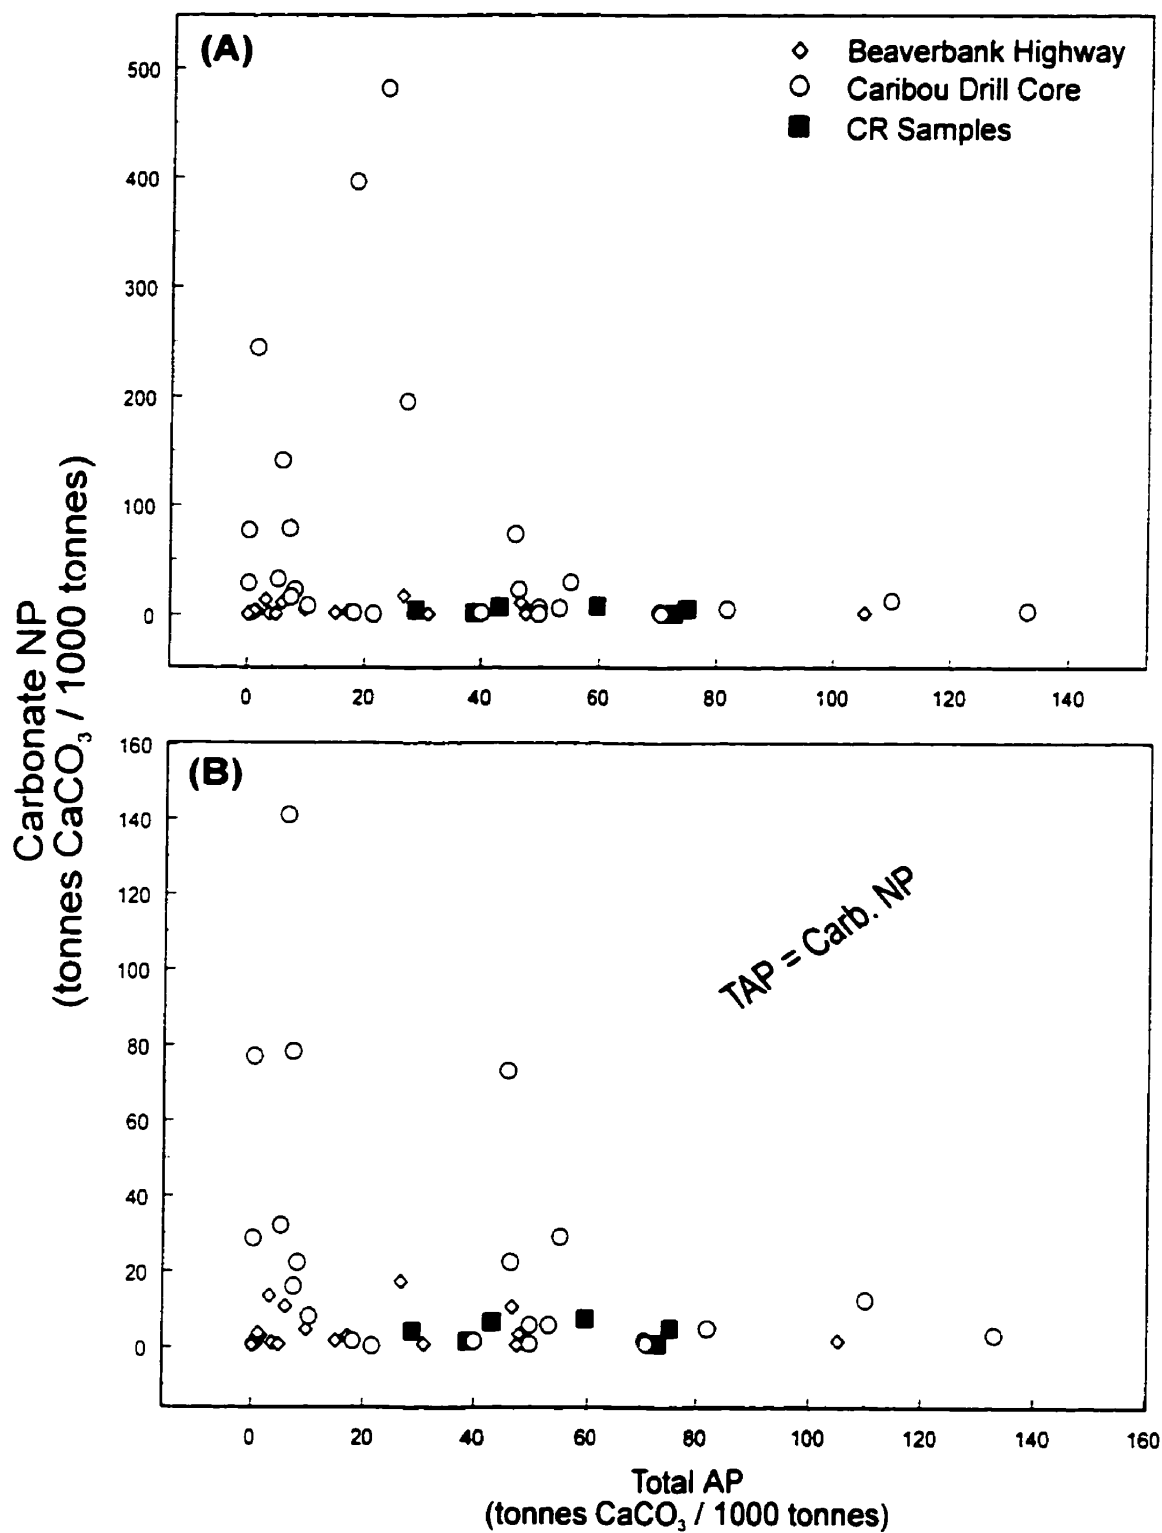 (A)
Beaverbank Highway
Caribou Drill Core
CR Samples
500
400
300
200
100
0
0 20 40 60 80 100 120 140
Carbonate NP
(tonnes CaCO₃ / 1000 tonnes)
(B)
160
140
120
100
80
60
40
20
0
TAP = Carb. NP
0 20 40 60 80 100 120 140 160
Total AP
(tonnes CaCO₃ / 1000 tonnes)